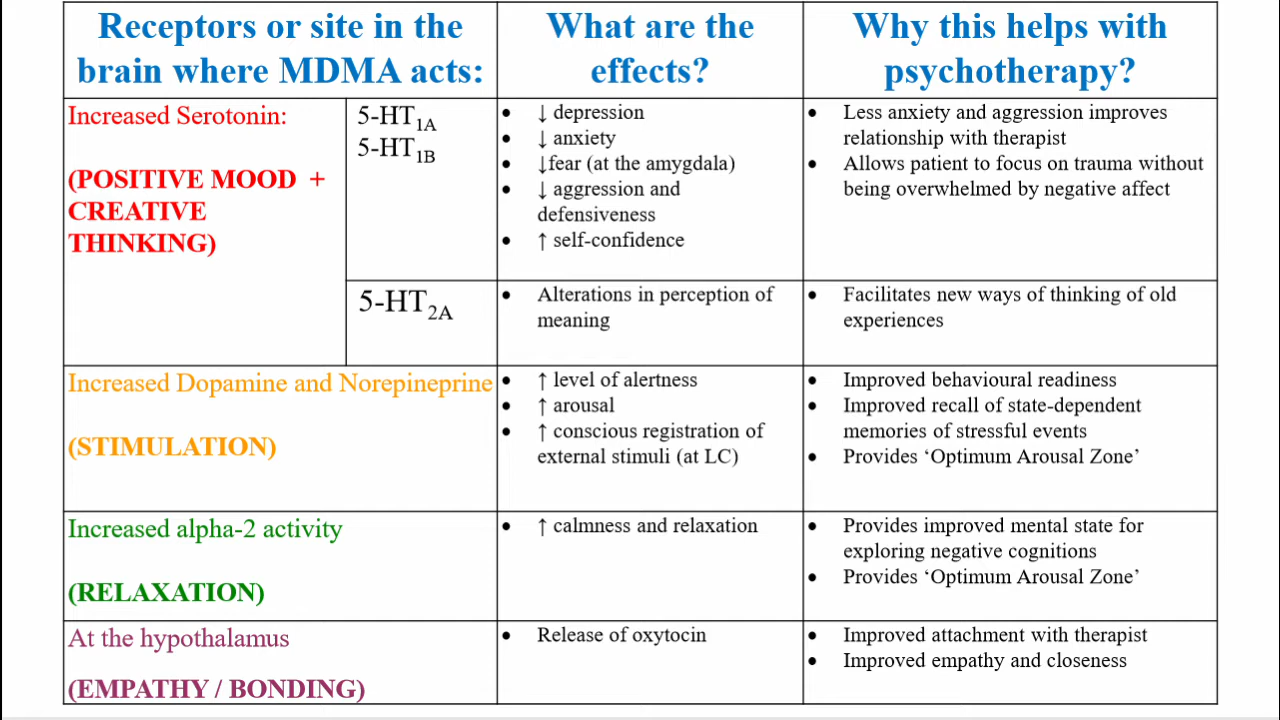 Receptors or site in the
brain where MDMA acts:
What are the
effects?
Why this helps with
psychotherapy?
Increased Serotonin:
(POSITIVE MOOD +
CREATIVE
THINKING)
5-HT1A
5-HT1B
• ↓ depression
• ↓ anxiety
• ↓fear (at the amygdala)
• ↓ aggression and
defensiveness
• ↑ self-confidence
• Less anxiety and aggression improves
relationship with therapist
• Allows patient to focus on trauma without
being overwhelmed by negative affect
5-HT2A
• Alterations in perception of
meaning
• Facilitates new ways of thinking of old
experiences
Increased Dopamine and Norepineprine
(STIMULATION)
• ↑ level of alertness
• ↑ arousal
• ↑ conscious registration of
external stimuli (at LC)
• Improved behavioural readiness
• Improved recall of state-dependent
memories of stressful events
• Provides ‘Optimum Arousal Zone’
Increased alpha-2 activity
(RELAXATION)
• ↑ calmness and relaxation
• Provides improved mental state for
exploring negative cognitions
• Provides ‘Optimum Arousal Zone’
At the hypothalamus
(EMPATHY / BONDING)
• Release of oxytocin
• Improved attachment with therapist
• Improved empathy and closeness